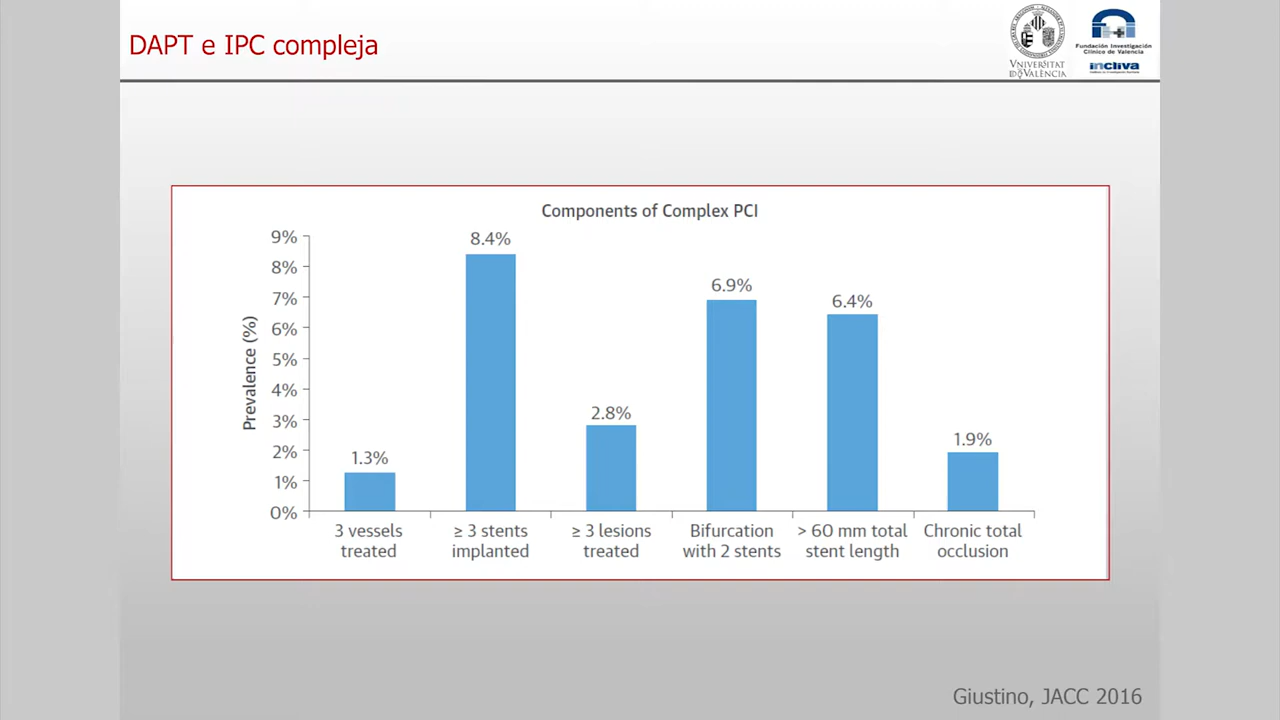 DAPT e IPC compleja
VNIVERSITAT
ID VALÈNCIA
Fundación Investigación
Clínico de Valencia
incliva
Components of Complex PCI
Prevalence (%)
9%
8%
7%
6%
5%
4%
3%
2%
1%
0%
1.3%
8.4%
2.8%
6.9%
6.4%
1.9%
3 vessels
treated
≥ 3 stents
implanted
≥ 3 lesions
treated
Bifurcation
with 2 stents
> 60 mm total
stent length
Chronic total
occlusion
Giustino, JACC 2016